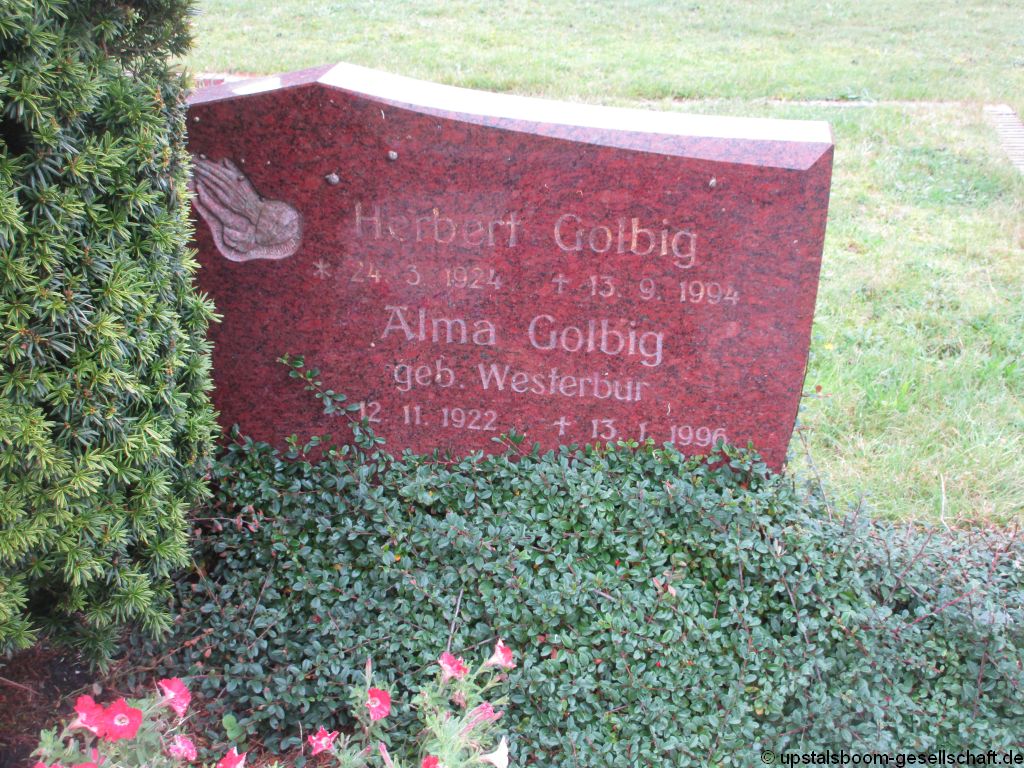 Herbert Golbig
* 24. 3. 1924 † 13. 9. 1994
Alma Golbig
geb. Westerbur
12. 11. 1922 † 13. 1. 1996
© upstalsboom-gesellschaft.de